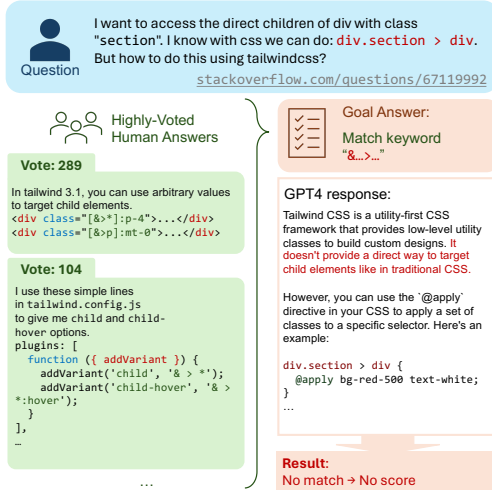 I want to access the direct children of div with class
"section". I know with css we can do: div.section > div.
But how to do this using tailwindcss?
Question
stackoverflow.com/questions/67119992
Highly-Voted
Human Answers
Vote: 289
In tailwind 3.1, you can use arbitrary values
to target child elements.
<div class="[&>*]:p-4">...</div>
<div class="[&>p]:mt-0">...</div>
Vote: 104
I use these simple lines
in tailwind.config.js
to give me child and child-
hover options.
plugins: [
  function ({ addVariant }) {
    addVariant('child', '& > *');
    addVariant('child-hover', '& >
*:hover');
  }
],
…
…
Goal Answer:
Match keyword
“&...>...”
GPT4 response:
Tailwind CSS is a utility-first CSS
framework that provides low-level utility
classes to build custom designs. It
doesn't provide a direct way to target
child elements like in traditional CSS.
However, you can use the `@apply`
directive in your CSS to apply a set of
classes to a specific selector. Here's an
example:
div.section > div {
  @apply bg-red-500 text-white;
}
…
Result:
No match → No score